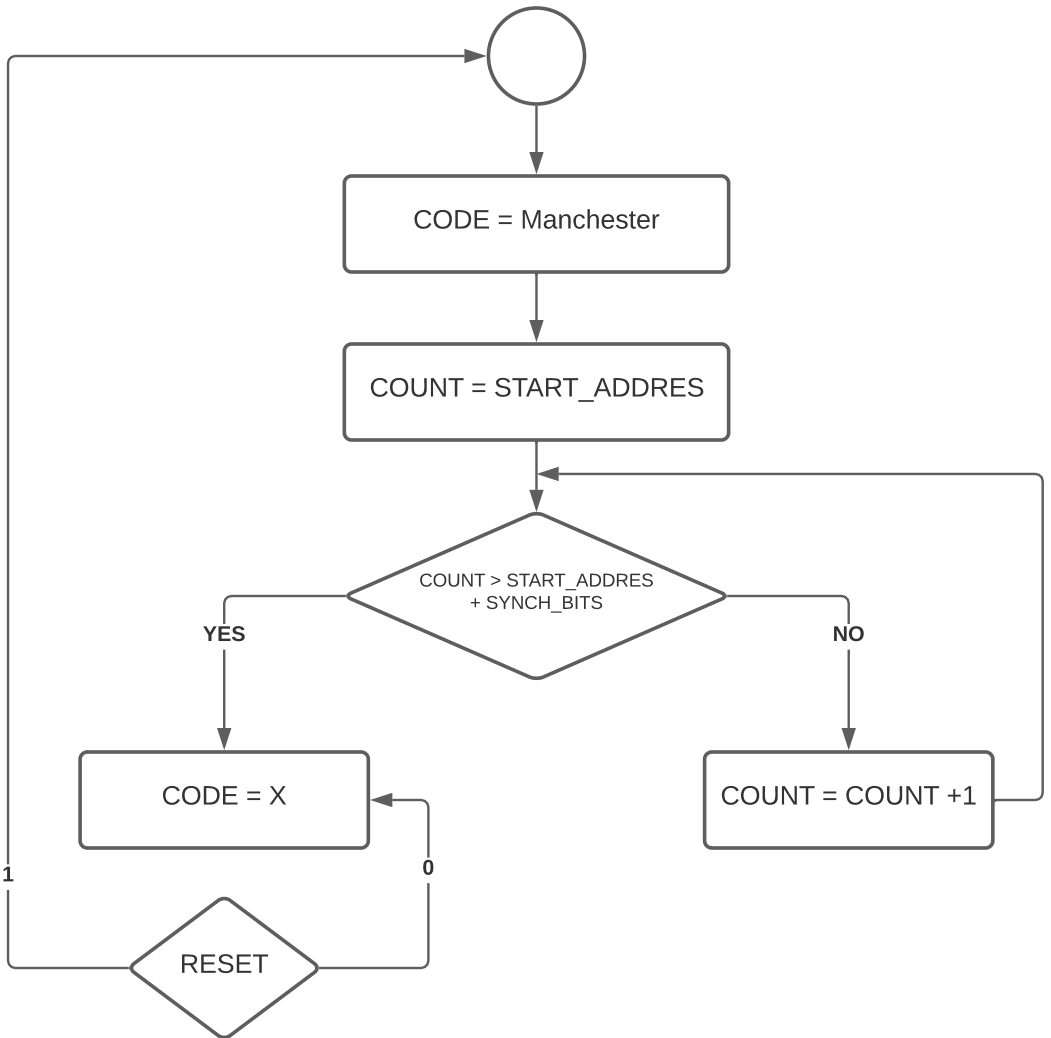 CODE = Manchester
COUNT = START_ADDRES
COUNT > START_ADDRES
+ SYNCH_BITS
YES
NO
CODE = X
COUNT = COUNT +1
1
0
RESET